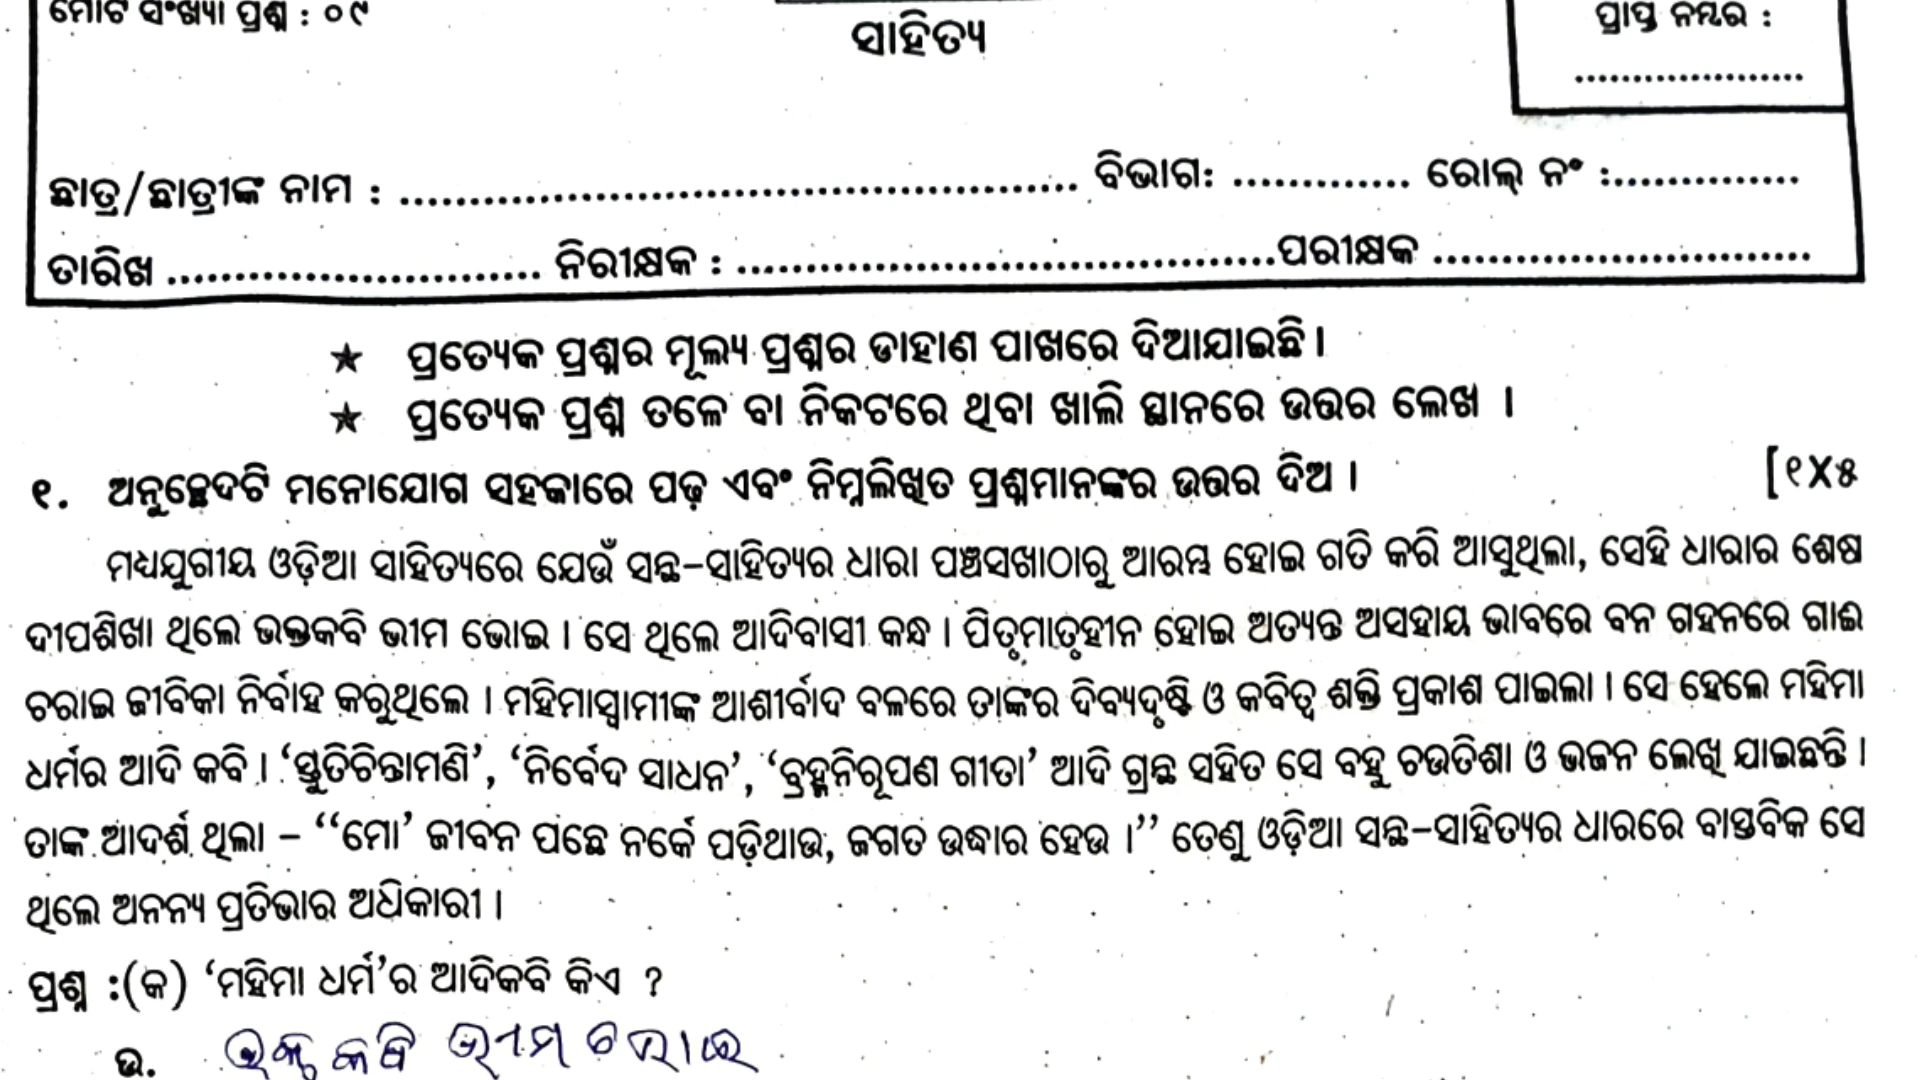 ମୋଟ ସଂଖ୍ୟା ପ୍ରଶ୍ନ : ୦୯
ସାହିତ୍ୟ
ପ୍ରାପ୍ତ ନମ୍ବର :
....................
ଛାତ୍ର/ଛାତ୍ରୀଙ୍କ ନାମ : ................................................. ବିଭାଗ: ............. ରୋଲ୍ ନଂ :..............
ତାରିଖ ........................... ନିରୀକ୍ଷକ : .......................................ପରୀକ୍ଷକ ...........................
★ ପ୍ରତ୍ୟେକ ପ୍ରଶ୍ନର ମୂଲ୍ୟ ପ୍ରଶ୍ନର ଡାହାଣ ପାଖରେ ଦିଆଯାଇଛି।
★ ପ୍ରତ୍ୟେକ ପ୍ରଶ୍ନ ତଳେ ବା ନିକଟରେ ଥିବା ଖାଲି ସ୍ଥାନରେ ଉତ୍ତର ଲେଖ ।
୧. ଅନୁଚ୍ଛେଦଟି ମନୋଯୋଗ ସହକାରେ ପଢ଼ ଏବଂ ନିମ୍ନଲିଖିତ ପ୍ରଶ୍ନମାନଙ୍କର ଉତ୍ତର ଦିଅ । [୧X୫
ମଧ୍ୟଯୁଗୀୟ ଓଡ଼ିଆ ସାହିତ୍ୟରେ ଯେଉଁ ସନ୍ଥ-ସାହିତ୍ୟର ଧାରା ପଞ୍ଚସଖାଠାରୁ ଆରମ୍ଭ ହୋଇ ଗତି କରି ଆସୁଥିଲା, ସେହି ଧାରାର ଶେଷ
ଦୀପଶିଖା ଥିଲେ ଭକ୍ତକବି ଭୀମ ଭୋଇ । ସେ ଥିଲେ ଆଦିବାସୀ କନ୍ଧ । ପିତୃମାତୃହୀନ ହୋଇ ଅତ୍ୟନ୍ତ ଅସହାୟ ଭାବରେ ବନ ଗହନରେ ଗାଈ
ଚରାଇ ଜୀବିକା ନିର୍ବାହ କରୁଥିଲେ । ମହିମାସ୍ୱାମୀଙ୍କ ଆଶୀର୍ବାଦ ବଳରେ ତାଙ୍କର ଦିବ୍ୟଦୃଷ୍ଟି ଓ କବିତ୍ୱ ଶକ୍ତି ପ୍ରକାଶ ପାଇଲା । ସେ ହେଲେ ମହିମା
ଧର୍ମର ଆଦି କବି । ‘ସ୍ତୁତିଚିନ୍ତାମଣି’, ‘ନିର୍ବେଦ ସାଧନ’, ‘ବ୍ରହ୍ମନିରୂପଣ ଗୀତା’ ଆଦି ଗ୍ରନ୍ଥ ସହିତ ସେ ବହୁ ଚଉତିଶା ଓ ଭଜନ ଲେଖି ଯାଇଛନ୍ତି ।
ତାଙ୍କ ଆଦର୍ଶ ଥିଲା – “ମୋ’ ଜୀବନ ପଛେ ନର୍କେ ପଡ଼ିଥାଉ, ଜଗତ ଉଦ୍ଧାର ହେଉ ।” ତେଣୁ ଓଡ଼ିଆ ସନ୍ଥ-ସାହିତ୍ୟର ଧାରରେ ବାସ୍ତବିକ ସେ
ଥିଲେ ଅନନ୍ୟ ପ୍ରତିଭାର ଅଧିକାରୀ ।
ପ୍ରଶ୍ନ :(କ) ‘ମହିମା ଧର୍ମ’ର ଆଦିକବି କିଏ ?
ଉ. ଭକ୍ତ କବି ଭୀମ ଚରାଇ